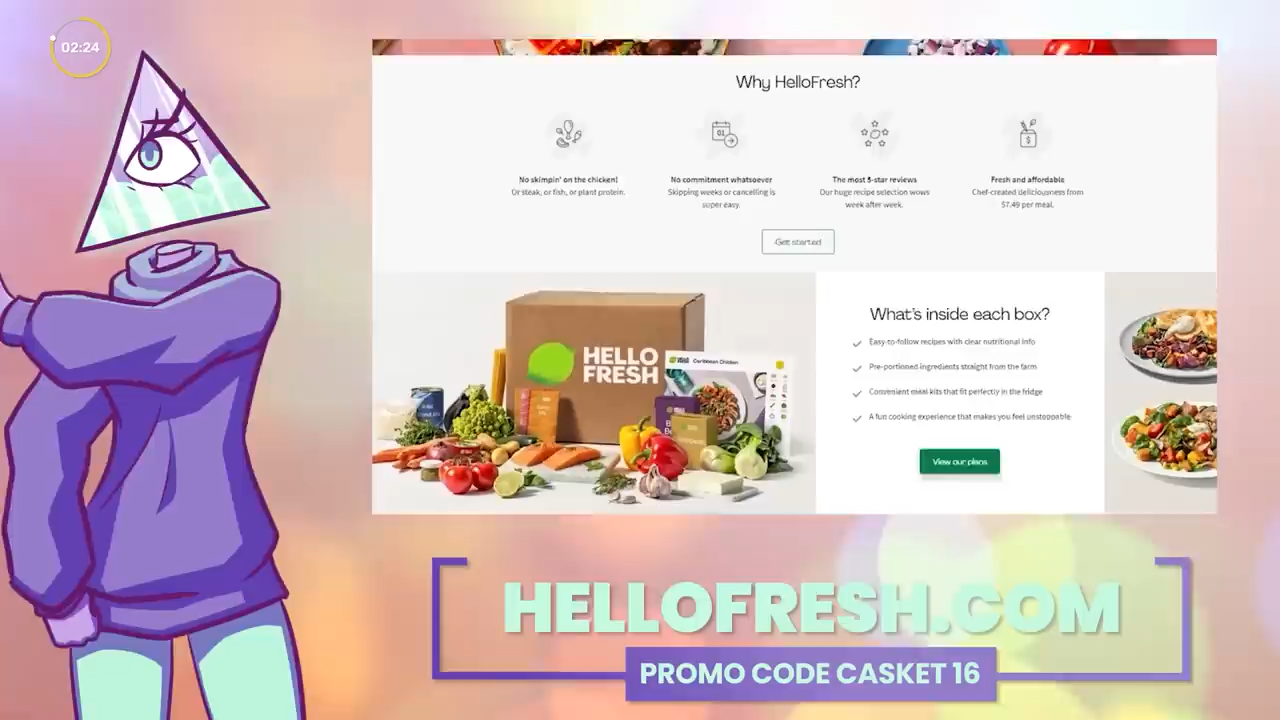 02:24
Why HelloFresh?
No skimpin' on the chicken!
Or steak, or fish, or plant protein.
No commitment whatsoever
Skipping weeks or cancelling is
super easy.
The most 5-star reviews
Our huge recipe selection wows
week after week.
Fresh and affordable
Chef-created deliciousness from
$7.49 per meal.
Get started
HELLO
FRESH
Caribbean Chicken
What's inside each box?
Easy-to-follow recipes with clear nutritional info
Pre-portioned ingredients straight from the farm
Convenient meal kits that fit perfectly in the fridge
A fun cooking experience that makes you feel unstoppable
View our plans
HELLOFRESH.COM
PROMO CODE CASKET 16